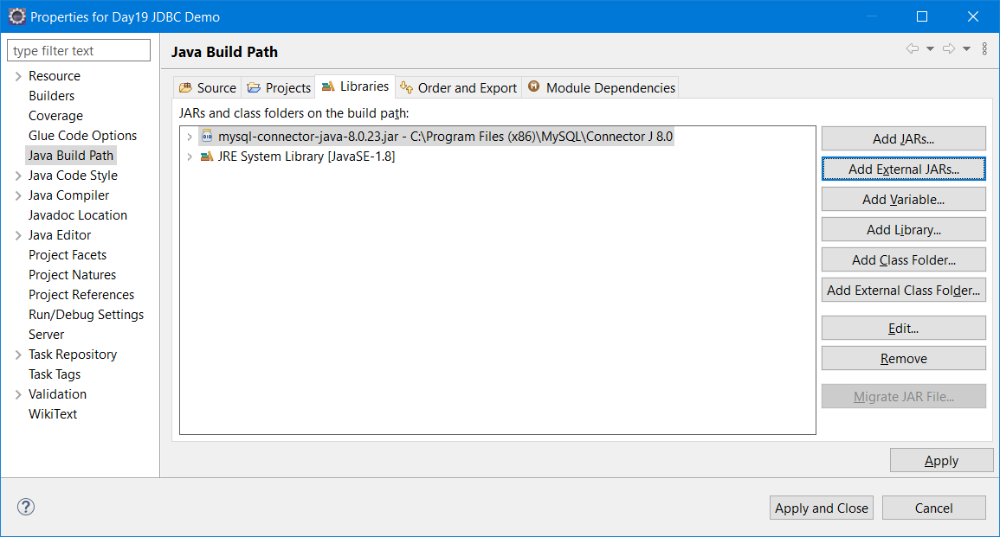 Properties for Day19 JDBC Demo
type filter text
Resource
Builders
Coverage
Glue Code Options
Java Build Path
Java Code Style
Java Compiler
Javadoc Location
Java Editor
Project Facets
Project Natures
Project References
Run/Debug Settings
Server
Task Repository
Task Tags
Validation
WikiText
Java Build Path
Source Projects Libraries Order and Export Module Dependencies
JARs and class folders on the build path:
mysql-connector-java-8.0.23.jar - C:\Program Files (x86)\MySQL\Connector J 8.0
JRE System Library [JavaSE-1.8]
Add JARs...
Add External JARs...
Add Variable...
Add Library...
Add Class Folder...
Add External Class Folder...
Edit...
Remove
Migrate JAR File...
Apply
Apply and Close Cancel